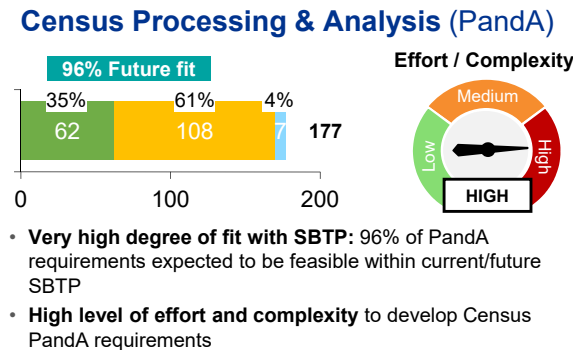 Census Processing & Analysis (PandA)
96% Future fit
Effort / Complexity
35% 61% 4%
62 108 7 177
0 100 200
Low
Medium
High
HIGH
• Very high degree of fit with SBTP: 96% of PandA
requirements expected to be feasible within current/future
SBTP
• High level of effort and complexity to develop Census
PandA requirements